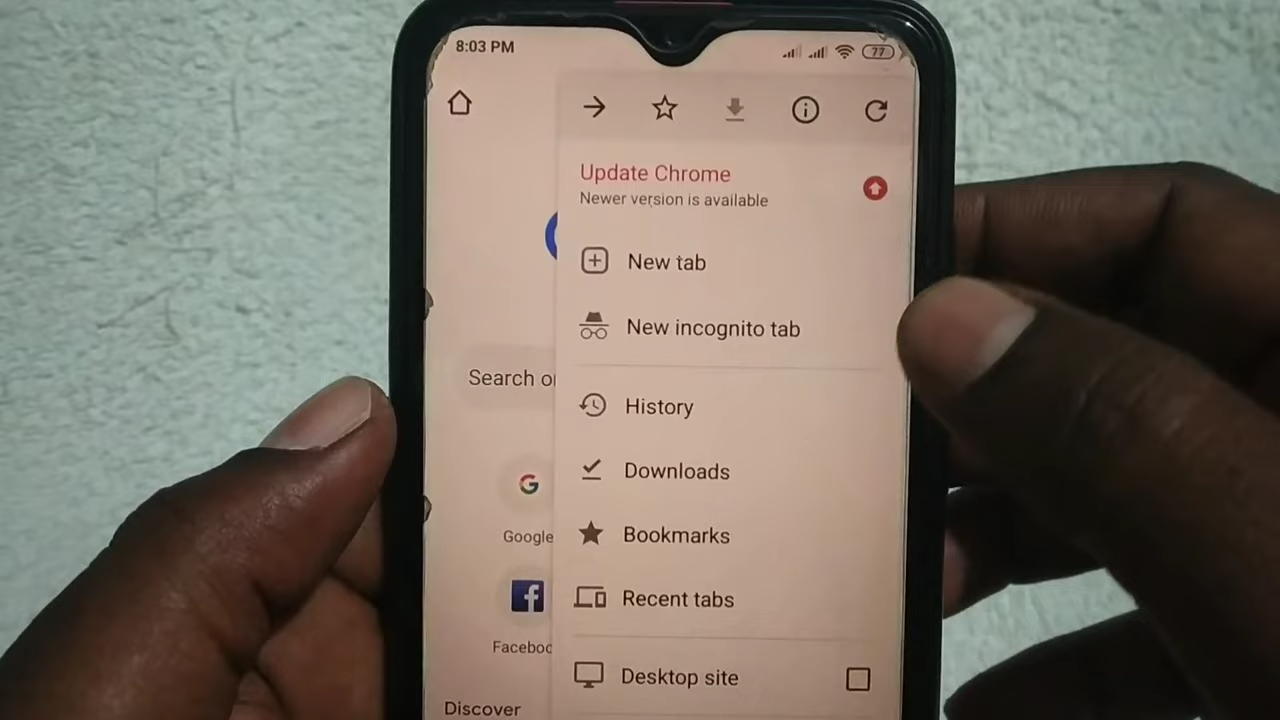 8:03 PM
77
Update Chrome
Newer version is available
New tab
New incognito tab
Search or
History
Downloads
G
Google
Bookmarks
f
Recent tabs
Faceboo
Desktop site
Discover